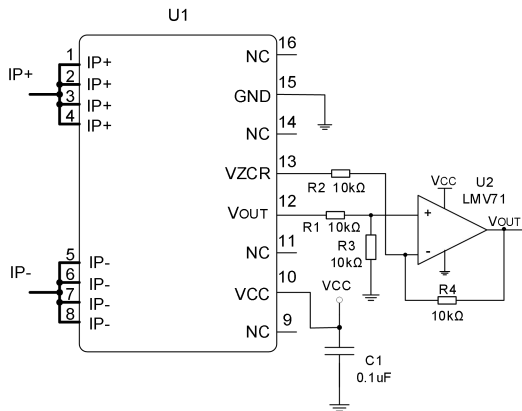 U1
IP+
1 IP+
2 IP+
3 IP+
4 IP+
IP-
5 IP-
6 IP-
7 IP-
8 IP-
NC 16
GND 15
NC 14
VZCR 13
VOUT 12
NC 11
VCC 10
NC 9
R2 10kΩ
R1 10kΩ
R3
10kΩ
VCC
U2
LMV71
+
-
VOUT
R4
10kΩ
VCC
C1
0.1uF